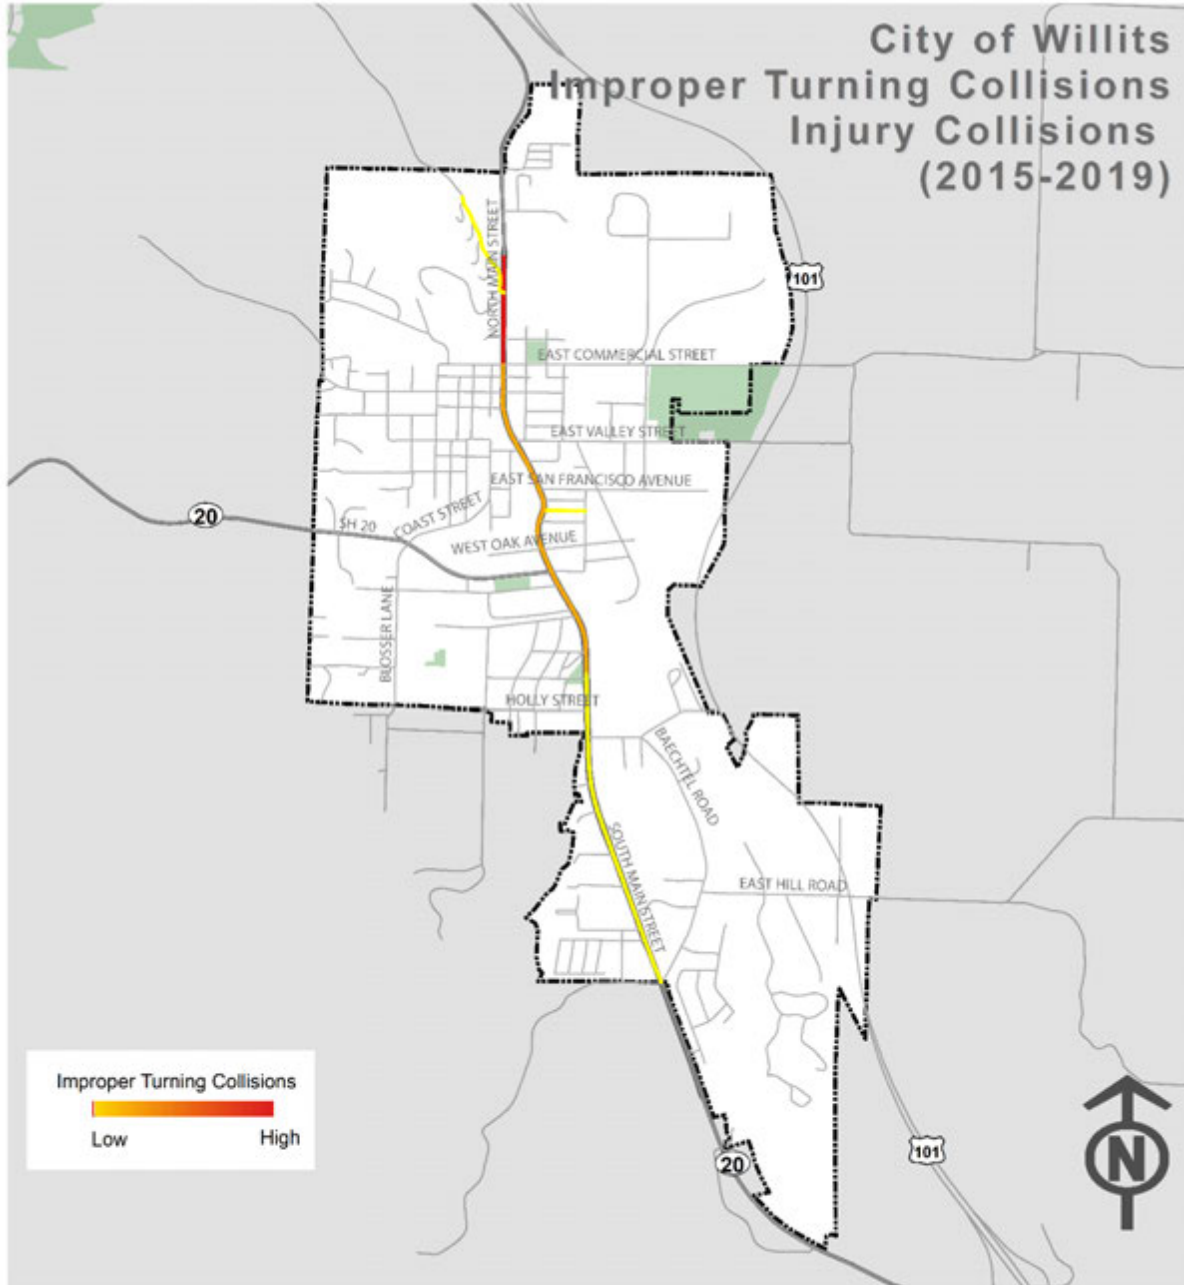 City of Willits
Improper Turning Collisions
Injury Collisions
(2015-2019)
NORTH MAIN STREET
101
EAST COMMERCIAL STREET
EAST VALLEY STREET
EAST SAN FRANCISCO AVENUE
20
SH 20
COAST STREET
WEST OAK AVENUE
BLOSSER LANE
HOLLY STREET
BAECHTEL ROAD
SOUTH MAIN STREET
EAST HILL ROAD
Improper Turning Collisions
Low
High
20
101
N